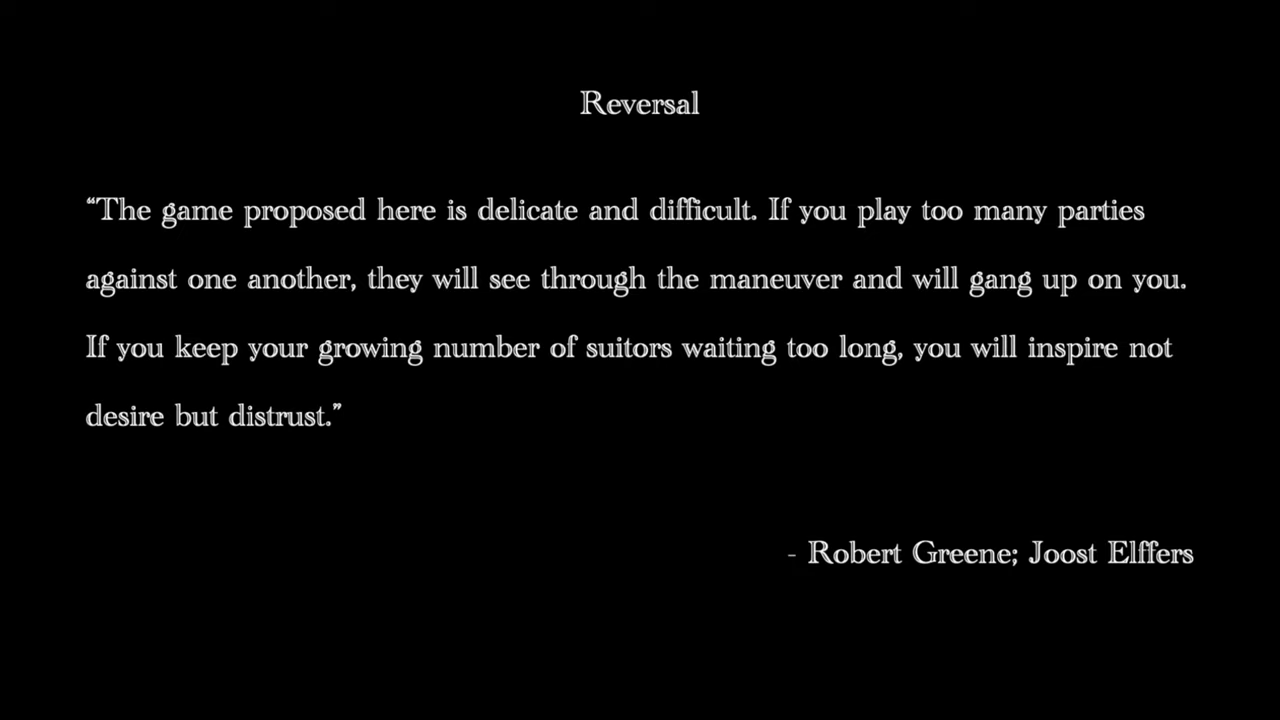 Reversal
“The game proposed here is delicate and difficult. If you play too many parties
against one another, they will see through the maneuver and will gang up on you.
If you keep your growing number of suitors waiting too long, you will inspire not
desire but distrust.”
- Robert Greene; Joost Elffers